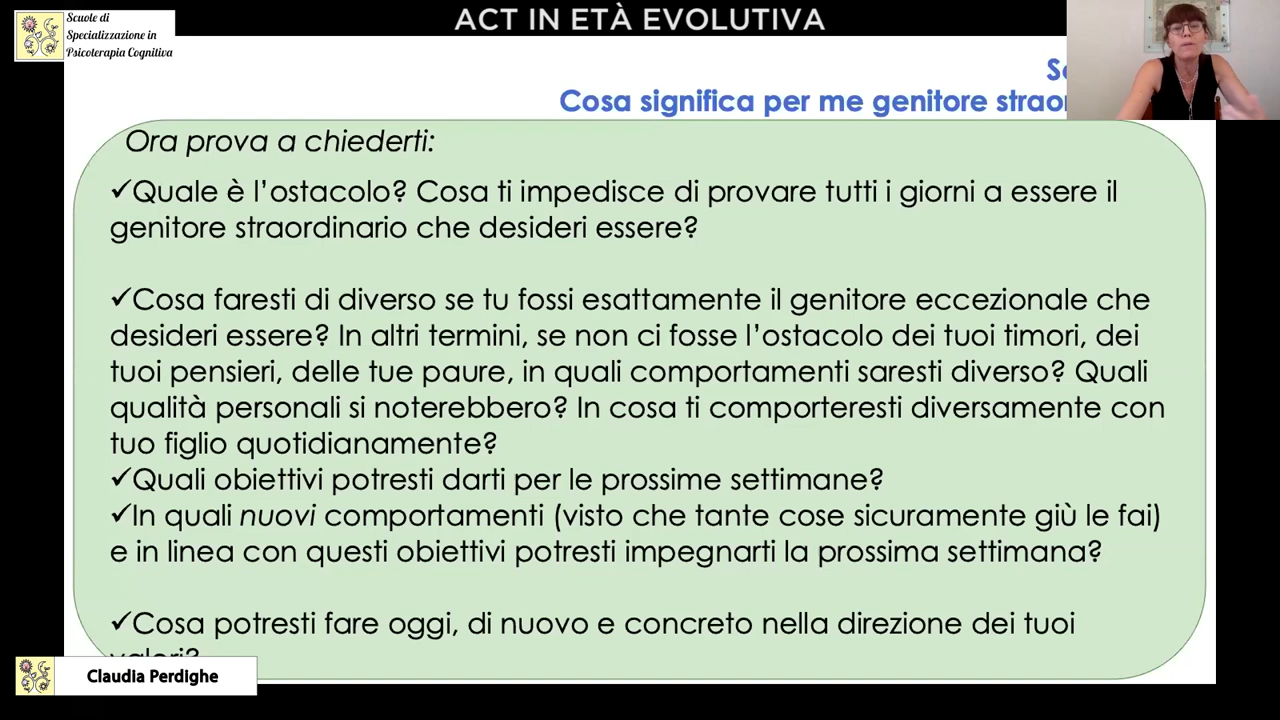 Scuole di
Specializzazione in
Psicoterapia Cognitiva
ACT IN ETÀ EVOLUTIVA
Cosa significa per me genitore
Ora prova a chiederti:
✓Quale è l'ostacolo? Cosa ti impedisce di provare tutti i giorni a essere il
genitore straordinario che desideri essere?
✓Cosa faresti di diverso se tu fossi esattamente il genitore eccezionale che
desideri essere? In altri termini, se non ci fosse l'ostacolo dei tuoi timori, dei
tuoi pensieri, delle tue paure, in quali comportamenti saresti diverso? Quali
qualità personali si noterebbero? In cosa ti comporteresti diversamente con
tuo figlio quotidianamente?
✓Quali obiettivi potresti darti per le prossime settimane?
✓In quali nuovi comportamenti (visto che tante cose sicuramente giù le fai)
e in linea con questi obiettivi potresti impegnarti la prossima settimana?
✓Cosa potresti fare oggi, di nuovo e concreto nella direzione dei tuoi
valori?
Claudia Perdighe